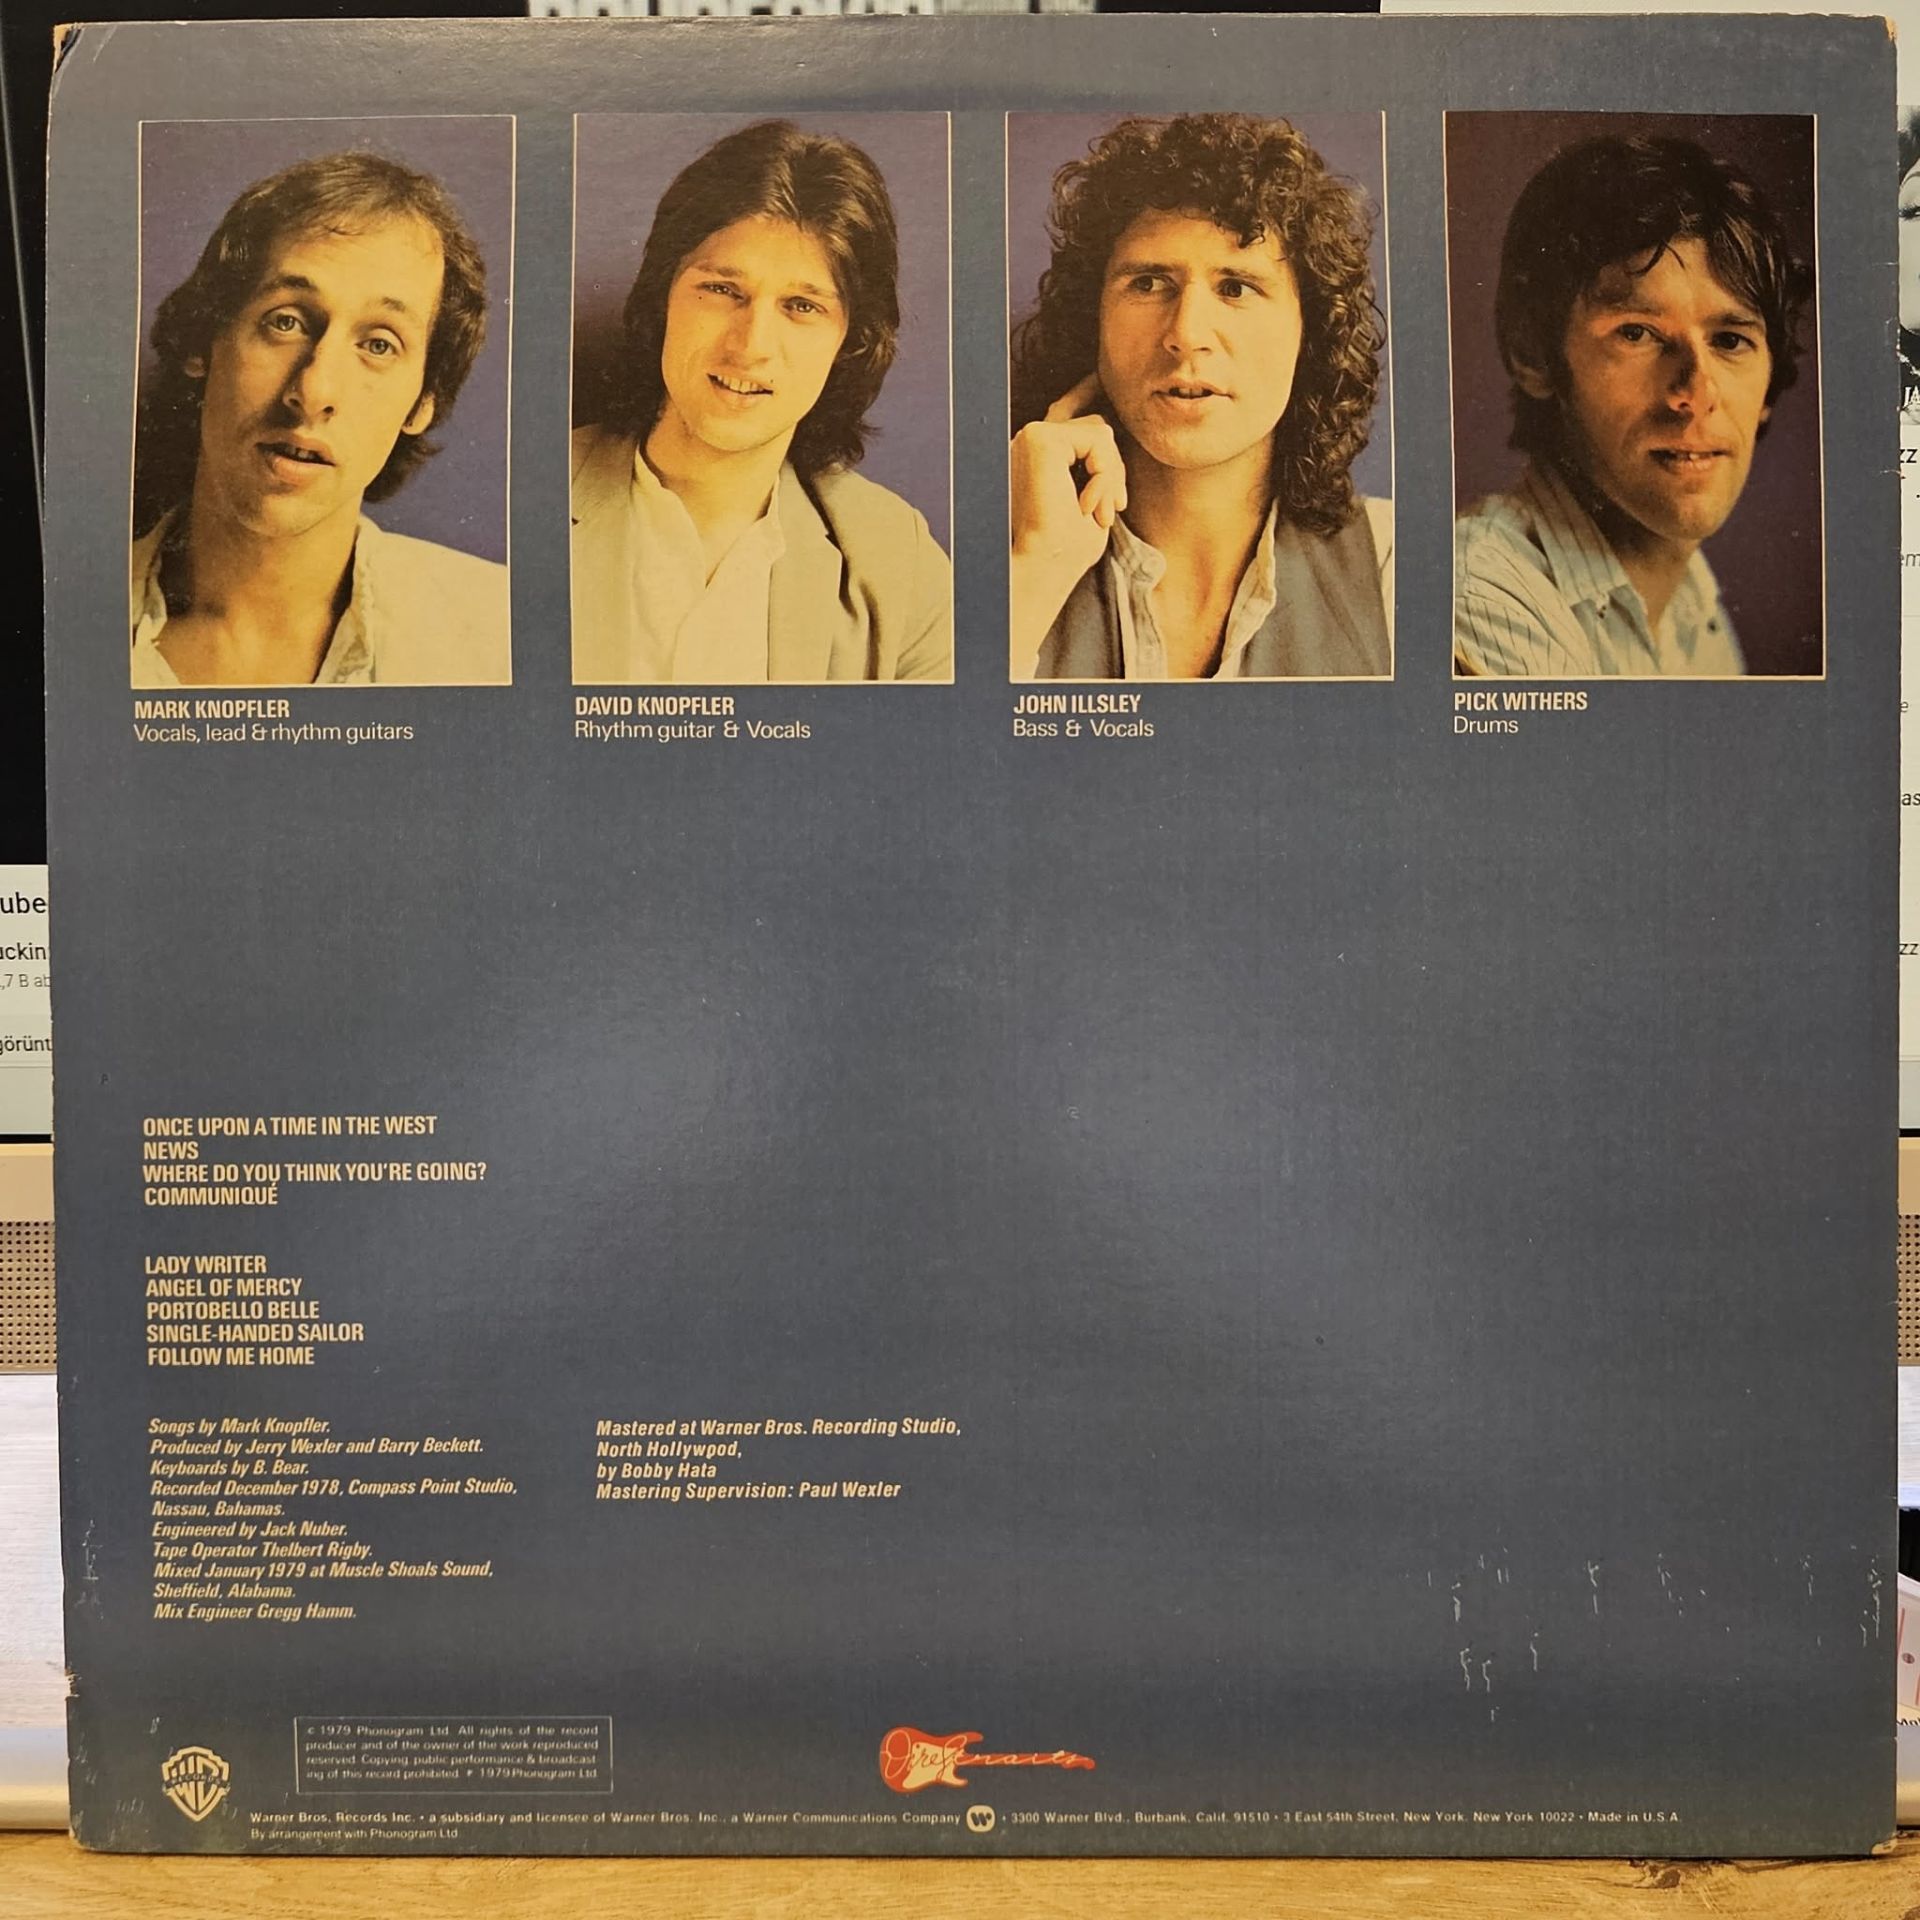 MARK KNOPFLER
Vocals, lead & rhythm guitars
DAVID KNOPFLER
Rhythm guitar & Vocals
JOHN ILLSLEY
Bass & Vocals
PICK WITHERS
Drums
ONCE UPON A TIME IN THE WEST
NEWS
WHERE DO YOU THINK YOU'RE GOING?
COMMUNIQUÉ
LADY WRITER
ANGEL OF MERCY
PORTOBELLO BELLE
SINGLE-HANDED SAILOR
FOLLOW ME HOME
Songs by Mark Knopfler.
Produced by Jerry Wexler and Barry Beckett.
Keyboards by B. Bear.
Recorded December 1978, Compass Point Studio,
Nassau, Bahamas.
Engineered by Jack Nuber.
Tape Operator Thelbert Rigby.
Mixed January 1979 at Muscle Shoals Sound,
Sheffield, Alabama.
Mix Engineer Gregg Hamm.
Mastered at Warner Bros. Recording Studio,
North Hollywood,
by Bobby Hata
Mastering Supervision: Paul Wexler
c 1979 Phonogram Ltd. All rights of the record
producer and of the owner of the work reproduced
reserved. Copying, public performance & broadcast
ing of this record prohibited. P 1979 Phonogram Ltd
RECORDS
Dire Straits
Warner Bros. Records Inc. • a subsidiary and licensee of Warner Bros. Inc., a Warner Communications Company • 3300 Warner Blvd., Burbank, Calif. 91510 • 3 East 54th Street, New York, New York 10022 • Made in U.S.A.
By arrangement with Phonogram Ltd